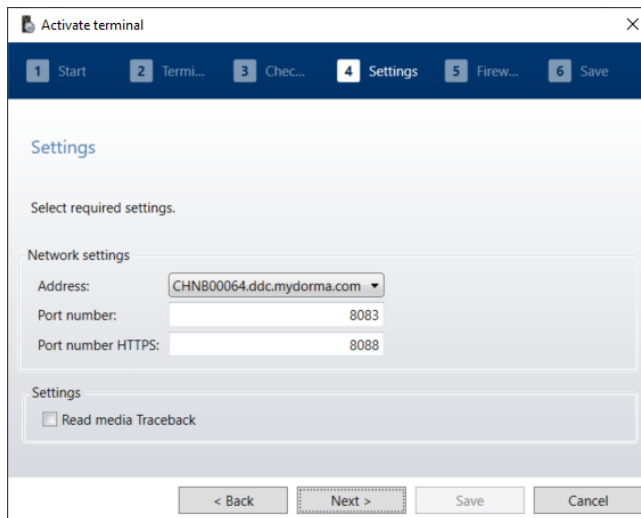 Activate terminal
1 Start 2 Termi... 3 Chec... 4 Settings 5 Firew... 6 Save
Settings
Select required settings.
Network settings
Address: CHNB00064.ddc.mydorma.com
Port number: 8083
Port number HTTPS: 8088
Settings
Read media Traceback
< Back Next > Save Cancel